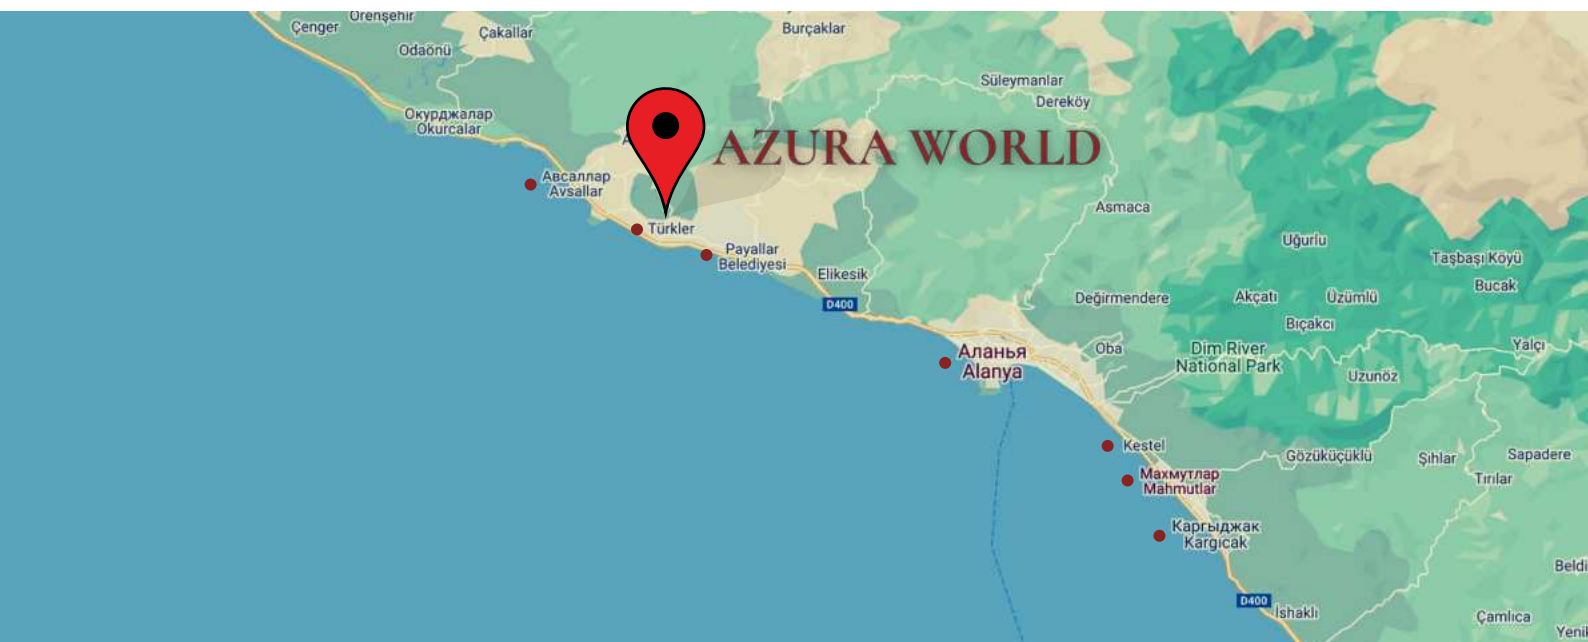 Orenşehir
Çenger
Çakallar
Burçaklar
Odaönü
Süleymanlar
Dereköy
Окурджалар
Okurcalar
AZURA WORLD
Авсаллар
Avsallar
Asmaca
Türkler
Payallar
Belediyesi
Uğurlu
Taşbaşı Köyü
Elikesik
Bucak
D400
Değirmendere
Akçatı
Üzümlü
Bıçakcı
Аланья
Alanya
Oba
Dim River
National Park
Yalçı
Uzunöz
Kestel
Gözüküçüklü
Şıhlar
Sapadere
Махмутлар
Mahmutlar
Tırılar
Каргыджак
Kargıcak
Beldi
D400
İshaklı
Çamlıca